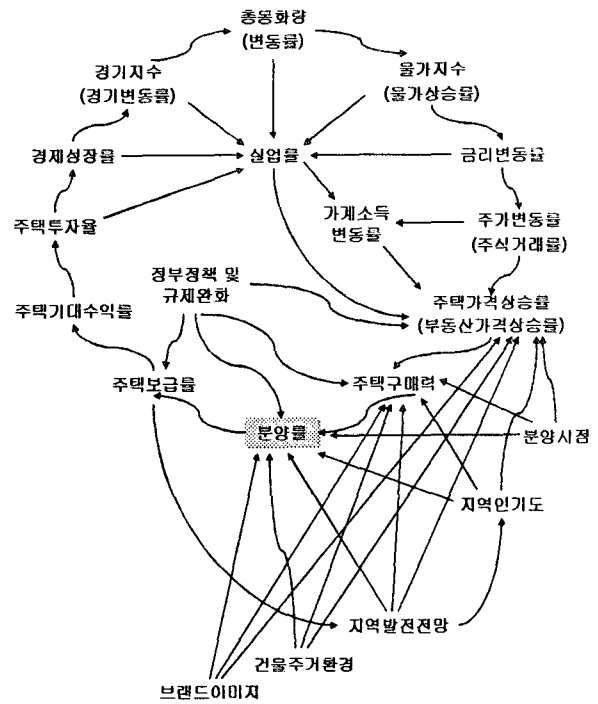 총통화량
(변동률)
경기지수
(경기변동률)
물가지수
(물가상승률)
경제성장률
실업률
금리변동률
주택투자율
가계소득
변동률
주가변동률
(주식거래률)
정부정책 및
규제완화
주택기대수익률
주택가격상승률
(부동산가격상승률)
주택보급률
주택구매력
분양률
분양시점
지역인기도
지역발전전망
건물주거환경
브랜드이미지